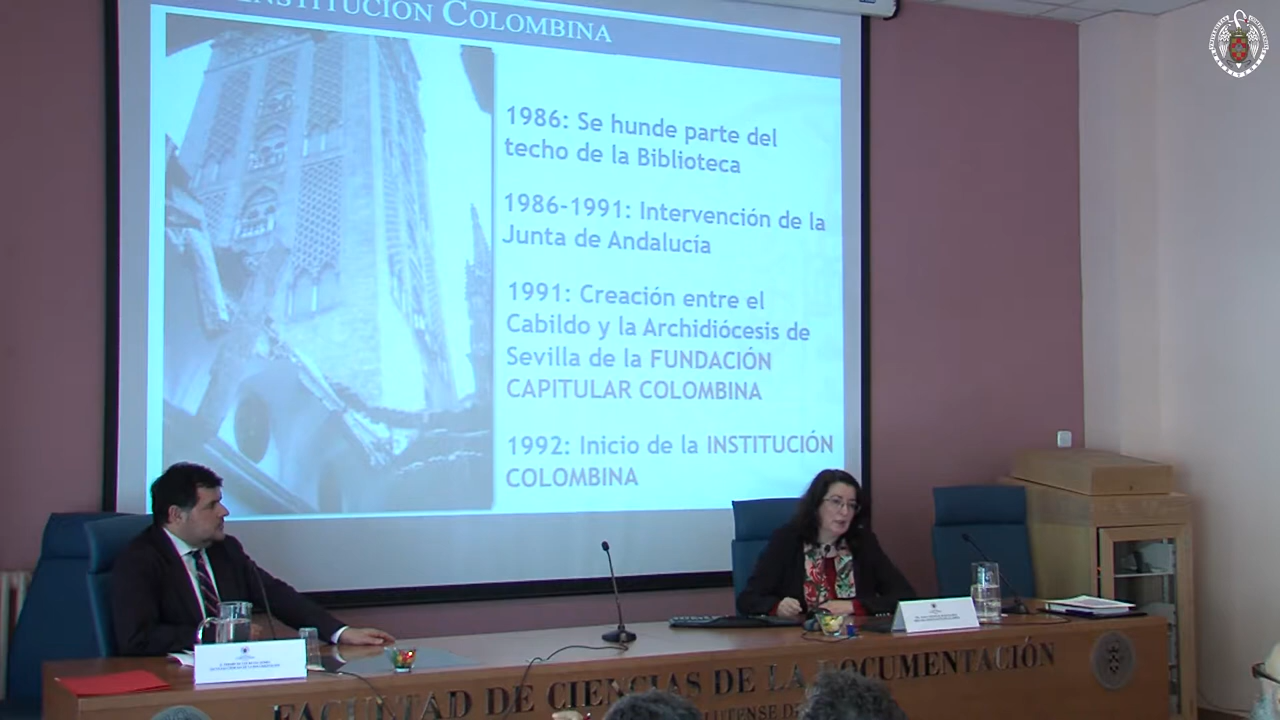 INSTITUCIÓN COLOMBINA
1986: Se hunde parte del
techo de la Biblioteca
1986-1991: Intervención de la
Junta de Andalucía
1991: Creación entre el
Cabildo y la Archidiócesis de
Sevilla de la FUNDACIÓN
CAPITULAR COLOMBINA
1992: Inicio de la INSTITUCIÓN
COLOMBINA
FACULTAD DE CIENCIAS DE LA DOCUMENTACIÓN